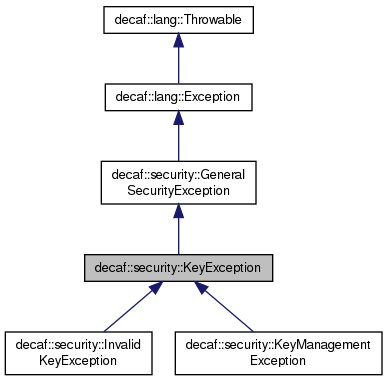 decaf::lang::Throwable
decaf::lang::Exception
decaf::security::General
SecurityException
decaf::security::KeyException
decaf::security::Invalid
KeyException
decaf::security::KeyManagement
Exception